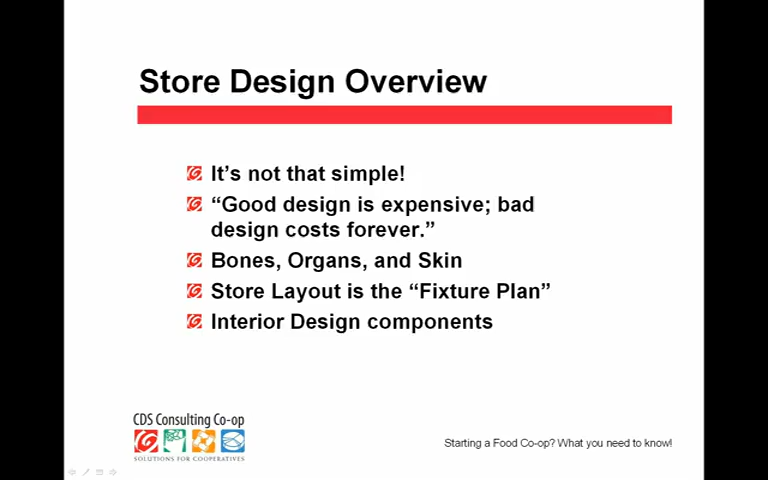 Store Design Overview
It's not that simple!
“Good design is expensive; bad
design costs forever.”
Bones, Organs, and Skin
Store Layout is the “Fixture Plan”
Interior Design components
CDS Consulting Co-op
SOLUTIONS FOR COOPERATIVES
Starting a Food Co-op? What you need to know!